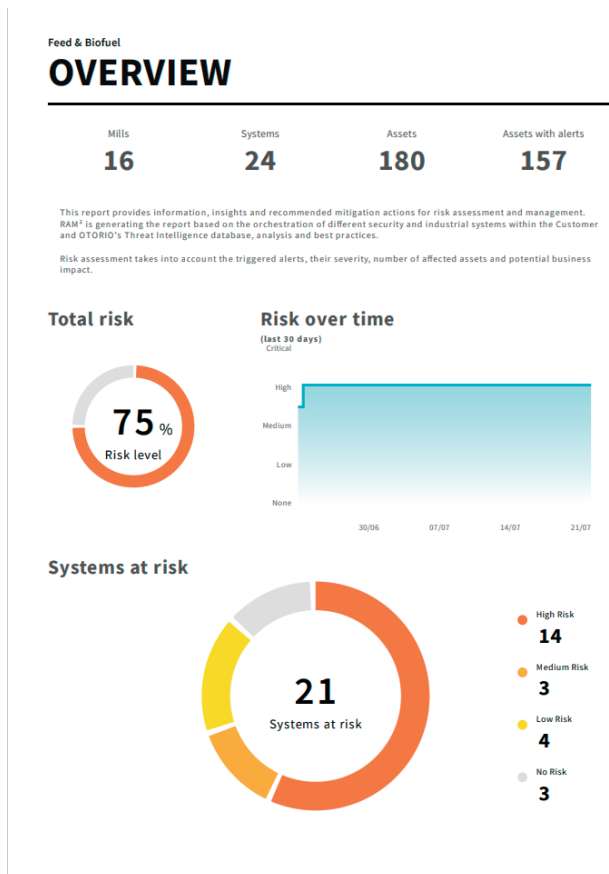 Feed & Biofuel
OVERVIEW
Mills
Systems
Assets
Assets with alerts
16
24
180
157
This report provides information, insights and recommended mitigation actions for risk assessment and management.
RAM² is generating the report based on the orchestration of different security and industrial systems within the Customer
and OTORIO's Threat Intelligence database, analysis and best practices.
Risk assessment takes into account the triggered alerts, their severity, number of affected assets and potential business
impact.
Total risk
75 %
Risk level
Risk over time
(last 30 days)
Critical
High
Medium
Low
None
30/06
07/07
14/07
21/07
Systems at risk
21
Systems at risk
High Risk
14
Medium Risk
3
Low Risk
4
No Risk
3